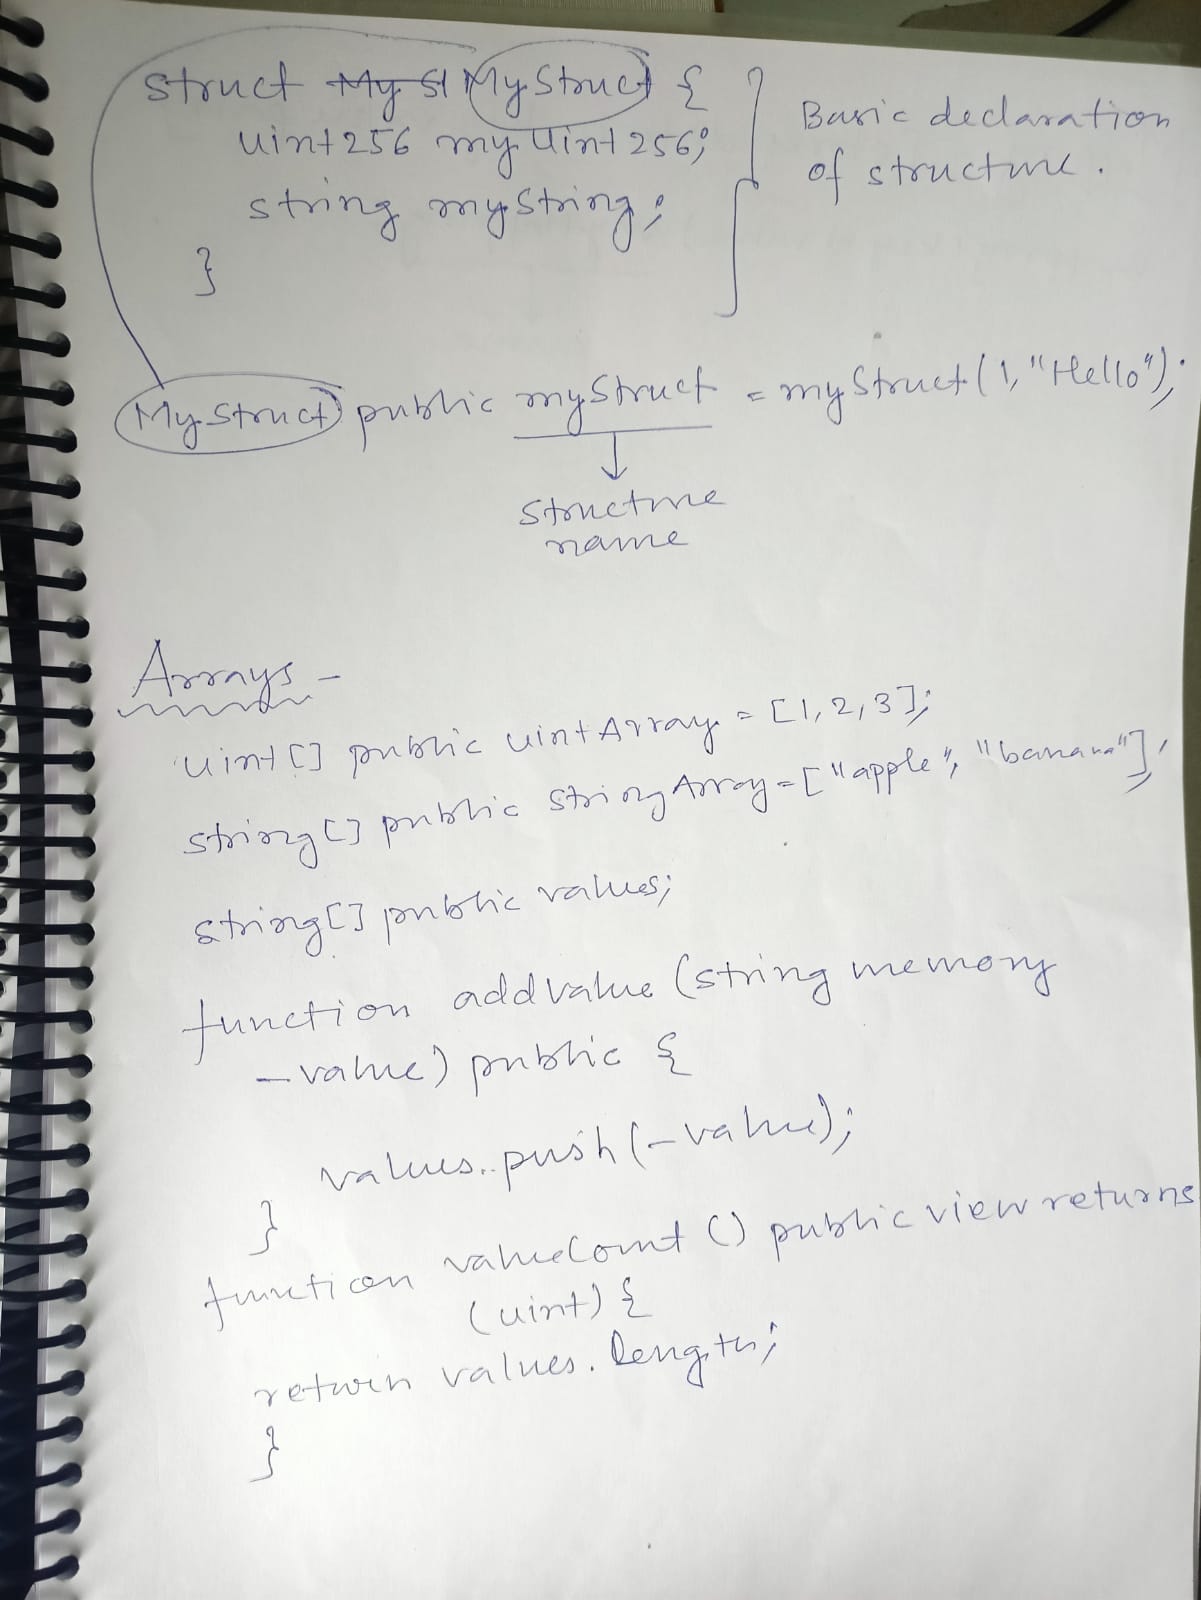 struct My St MyStruct {
uint256 myUint256;
string myString;
}
Basic declaration
of structure.
MyStruct public myStruct = myStruct(1, "Hello");
Structure
name
Arrays -
uint[] public uintArray = [1,2,3];
string[] public stringArray = ["apple", "banana"];
string[] public values;
function addValue (string memory
_value) public {
values..push(_value);
}
function valueCount () public view returns
(uint) {
return values.length;
}